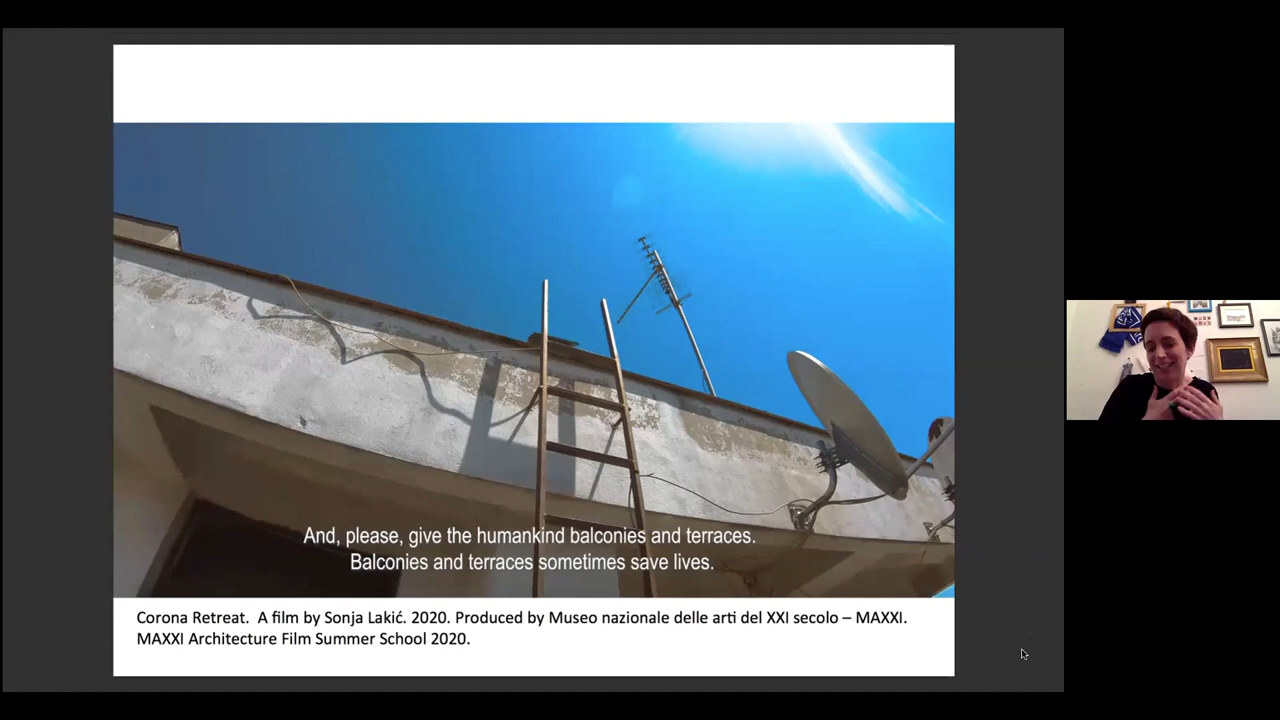 And, please, give the humankind balconies and terraces.
Balconies and terraces sometimes save lives.
Corona Retreat.  A film by Sonja Lakić. 2020. Produced by Museo nazionale delle arti del XXI secolo – MAXXI.
MAXXI Architecture Film Summer School 2020.